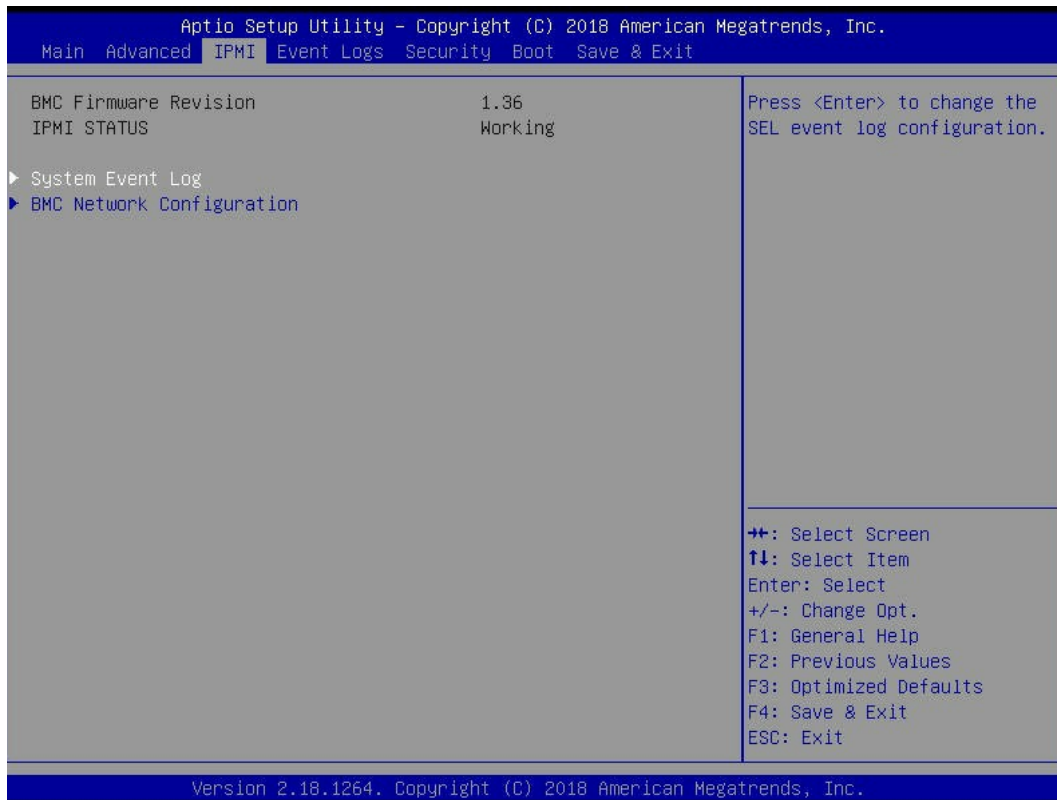 Aptio Setup Utility – Copyright (C) 2018 American Megatrends, Inc.
Main Advanced IPMI Event Logs Security Boot Save & Exit
BMC Firmware Revision 1.36
IPMI STATUS Working
▶ System Event Log
▶ BMC Network Configuration
Press <Enter> to change the
SEL event log configuration.
→←: Select Screen
↑↓: Select Item
Enter: Select
+/-: Change Opt.
F1: General Help
F2: Previous Values
F3: Optimized Defaults
F4: Save & Exit
ESC: Exit
Version 2.18.1264. Copyright (C) 2018 American Megatrends, Inc.